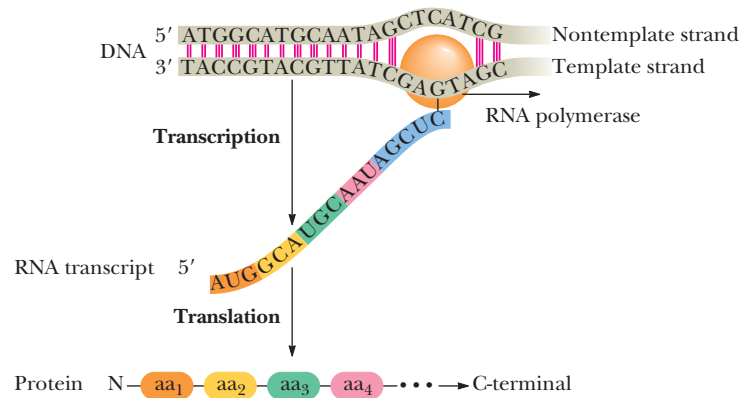 5′ ATGGCATGCAATAGCTCATCG Nontemplate strand
DNA
3′ TACCGTACGTTATCGAGTAGC Template strand
RNA polymerase
Transcription
AUGGCAUGCAAUAGCUC
RNA transcript 5′
Translation
Protein N aa1 aa2 aa3 aa4 ••• C-terminal